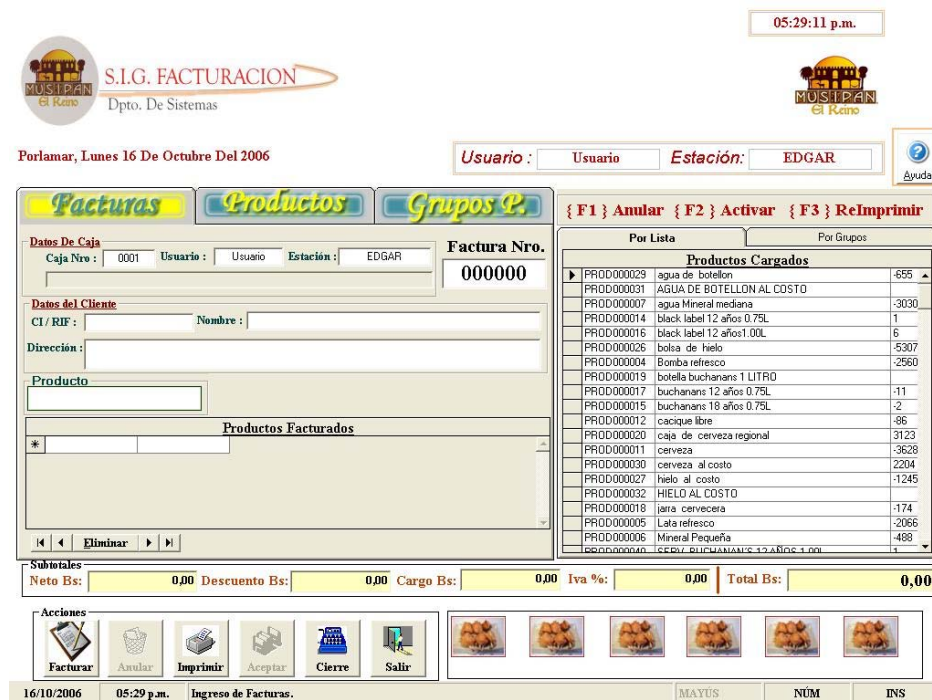 05:29:11 p.m.
MUSIPAN
El Reino
S.I.G. FACTURACION
Dpto. De Sistemas
MUSIPAN
El Reino
Porlamar, Lunes 16 De Octubre Del 2006
Usuario : Usuario Estación: EDGAR
Ayuda
Facturas Productos Grupos P.
{ F1 } Anular { F2 } Activar { F3 } ReImprimir
Datos De Caja
Caja Nro : 0001 Usuario : Usuario Estación : EDGAR
Factura Nro.
000000
Datos del Cliente
CI / RIF : Nombre :
Dirección :
Producto
Productos Facturados
Eliminar
Por Lista Por Grupos
Productos Cargados
PROD000029 agua de botellon -655
PROD000031 AGUA DE BOTELLON AL COSTO
PROD000007 agua Mineral mediana -3030
PROD000014 black label 12 años 0.75L 1
PROD000016 black label 12 años1.00L 6
PROD000026 bolsa de hielo -5307
PROD000004 Bomba refresco -2560
PROD000019 botella buchanans 1 LITRO
PROD000017 buchanans 12 años 0.75L -11
PROD000015 buchanans 18 años 0.75L -2
PROD000012 cacique libre -86
PROD000020 caja de cerveza regional 3123
PROD000011 cerveza -3628
PROD000030 cerveza al costo 2204
PROD000027 hielo al costo -1245
PROD000032 HIELO AL COSTO
PROD000018 jarra cervecera -174
PROD000005 Lata refresco -2066
PROD000006 Mineral Pequeña -488
PROD000040 SERV. BUCHANAN'S 12 AÑOS 1.00L 1
Subtotales
Neto Bs: 0,00 Descuento Bs: 0,00 Cargo Bs: 0,00 Iva %: 0,00 Total Bs: 0,00
Acciones
Facturar Anular Imprimir Aceptar Cierre Salir
16/10/2006 05:29 p.m. Ingreso de Facturas. MAYÚS NÚM INS